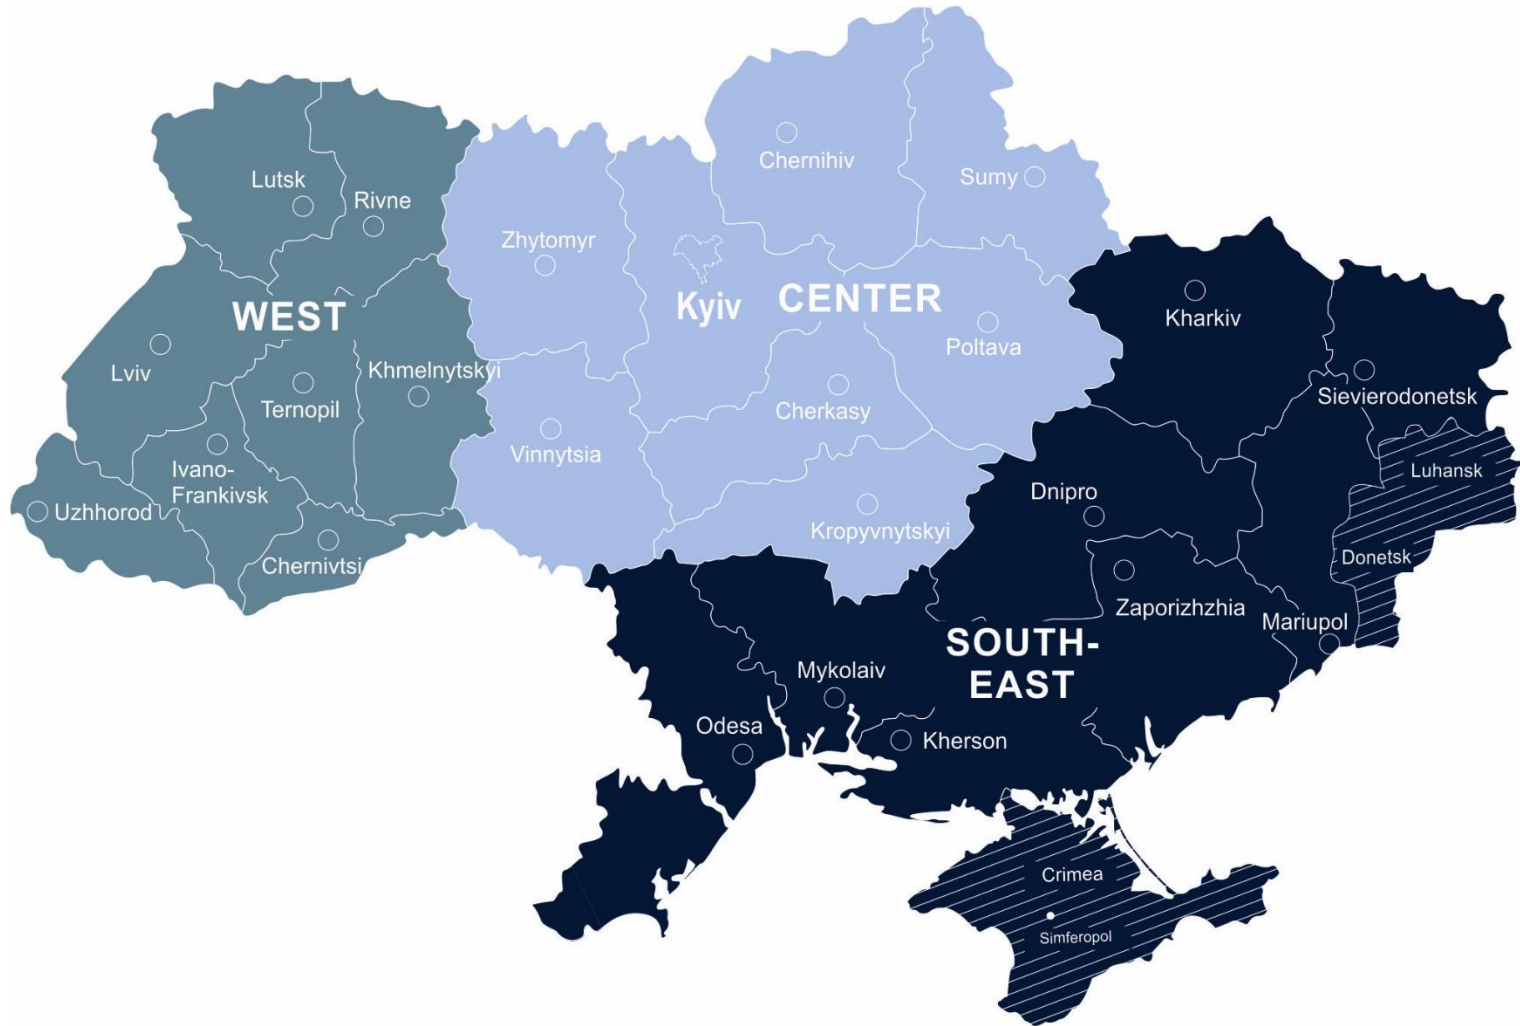 Chernihiv
Sumy
Lutsk
Rivne
Zhytomyr
WEST
Kyiv
CENTER
Kharkiv
Poltava
Lviv
Khmelnytskyi
Ternopil
Cherkasy
Sievierodonetsk
Vinnytsia
Ivano-
Frankivsk
Luhansk
Uzhhorod
Dnipro
Kropyvnytskyi
Chernivtsi
Donetsk
Zaporizhzhia
Mariupol
SOUTH-
EAST
Mykolaiv
Odesa
Kherson
Crimea
Simferopol